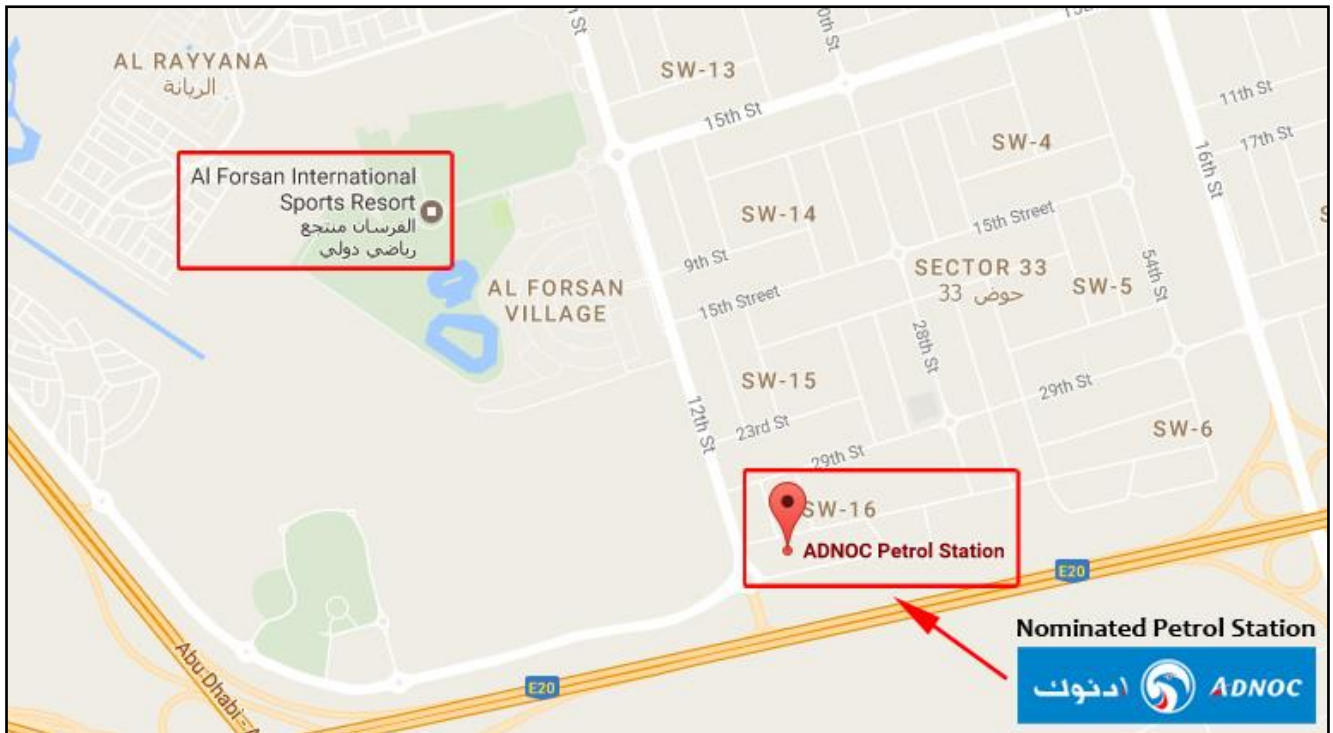 AL RAYYANA
الريانة
SW-13
15th St
11th St
17th St
SW-4
16th St
Al Forsan International
Sports Resort
الفرسان منتجع
رياضي دولي
SW-14
15th Street
9th St
SECTOR 33
حوض 33
SW-5
54th St
AL FORSAN
VILLAGE
15th Street
28th St
SW-15
29th St
12th St
23rd St
SW-6
29th St
SW-16
ADNOC Petrol Station
E20
Nominated Petrol Station
Abu Dhabi
E20
ادنوك ADNOC